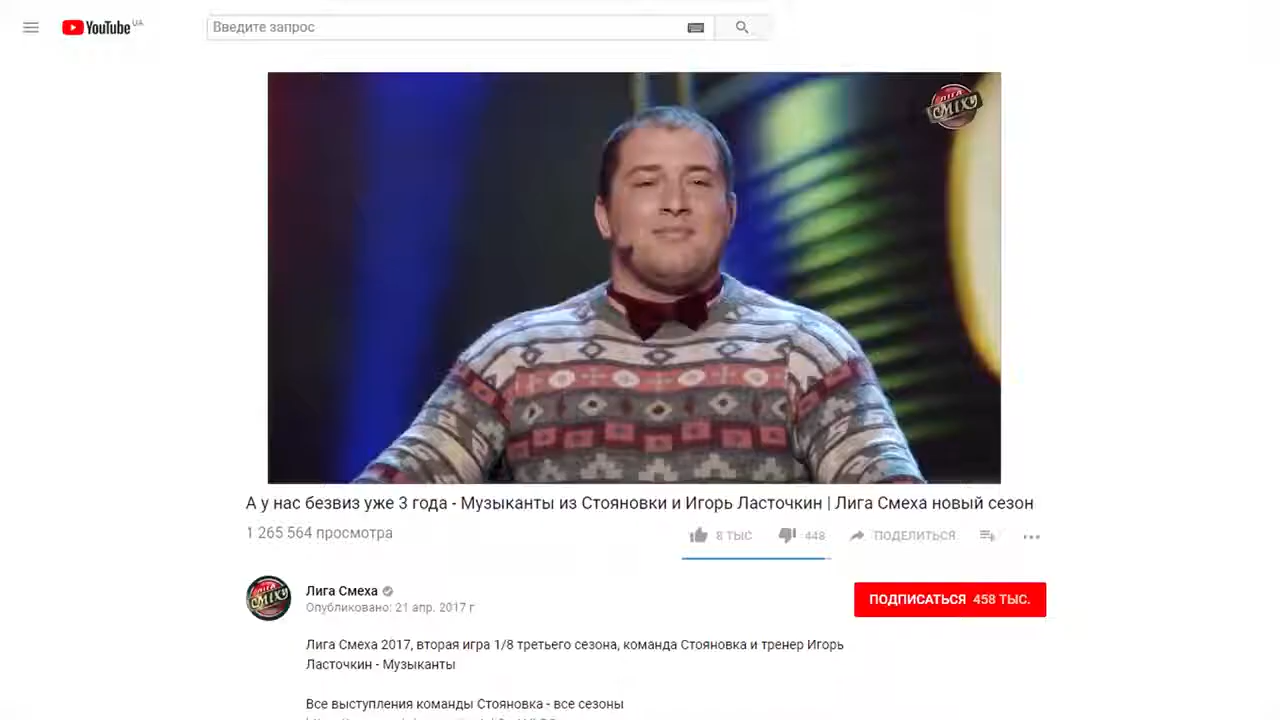 YouTube UA
Введите запрос
ЛІГА
СМІХУ
А у нас безвиз уже 3 года - Музыканты из Стояновки и Игорь Ласточкин | Лига Смеха новый сезон
1 265 564 просмотра
8 ТЫС
448
ПОДЕЛИТЬСЯ
ЛІГА
СМІХУ
Лига Смеха
Опубликовано: 21 апр. 2017 г
ПОДПИСАТЬСЯ 458 ТЫС.
Лига Смеха 2017, вторая игра 1/8 третьего сезона, команда Стояновка и тренер Игорь
Ласточкин - Музыканты
Все выступления команды Стояновка - все сезоны